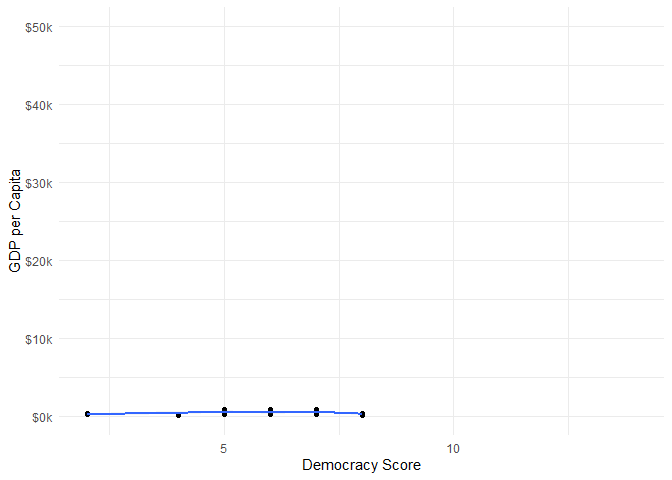 $50k
$40k
$30k
$20k
$10k
$0k
GDP per Capita
5 10
Democracy Score